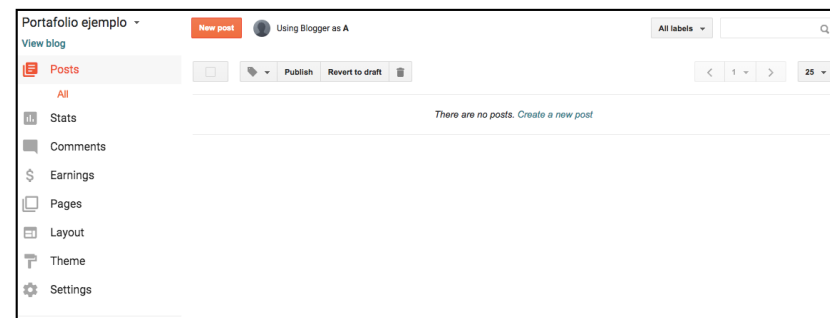 Portafolio ejemplo
View blog
New post
Using Blogger as A
All labels
Posts
All
Publish
Revert to draft
1
25
There are no posts. Create a new post
Stats
Comments
Earnings
Pages
Layout
Theme
Settings